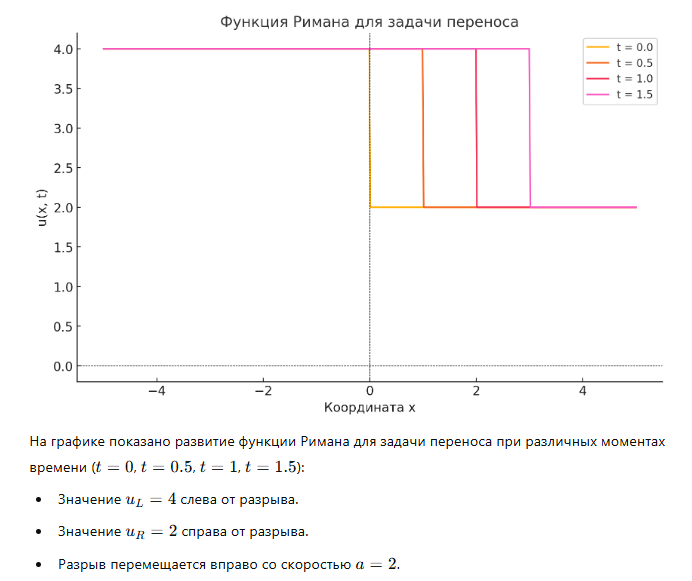 Функция Римана для задачи переноса
t = 0.0
t = 0.5
t = 1.0
t = 1.5
u(x, t)
4.0
3.5
3.0
2.5
2.0
1.5
1.0
0.5
0.0
−4 −2 0 2 4
Координата x
На графике показано развитие функции Римана для задачи переноса при различных моментах
времени (t = 0, t = 0.5, t = 1, t = 1.5):
• Значение u_L = 4 слева от разрыва.
• Значение u_R = 2 справа от разрыва.
• Разрыв перемещается вправо со скоростью a = 2.